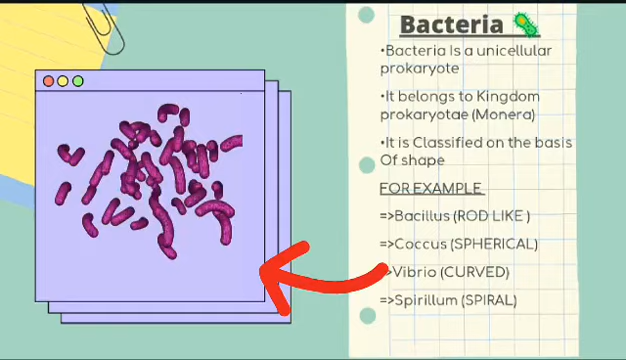 Bacteria 🦠
•Bacteria Is a unicellular
prokaryote
•It belongs to Kingdom
prokaryotae (Monera)
•It is Classified on the basis
Of shape
FOR EXAMPLE
=>Bacillus (ROD LIKE )
=>Coccus (SPHERICAL)
=>Vibrio (CURVED)
=>Spirillum (SPIRAL)